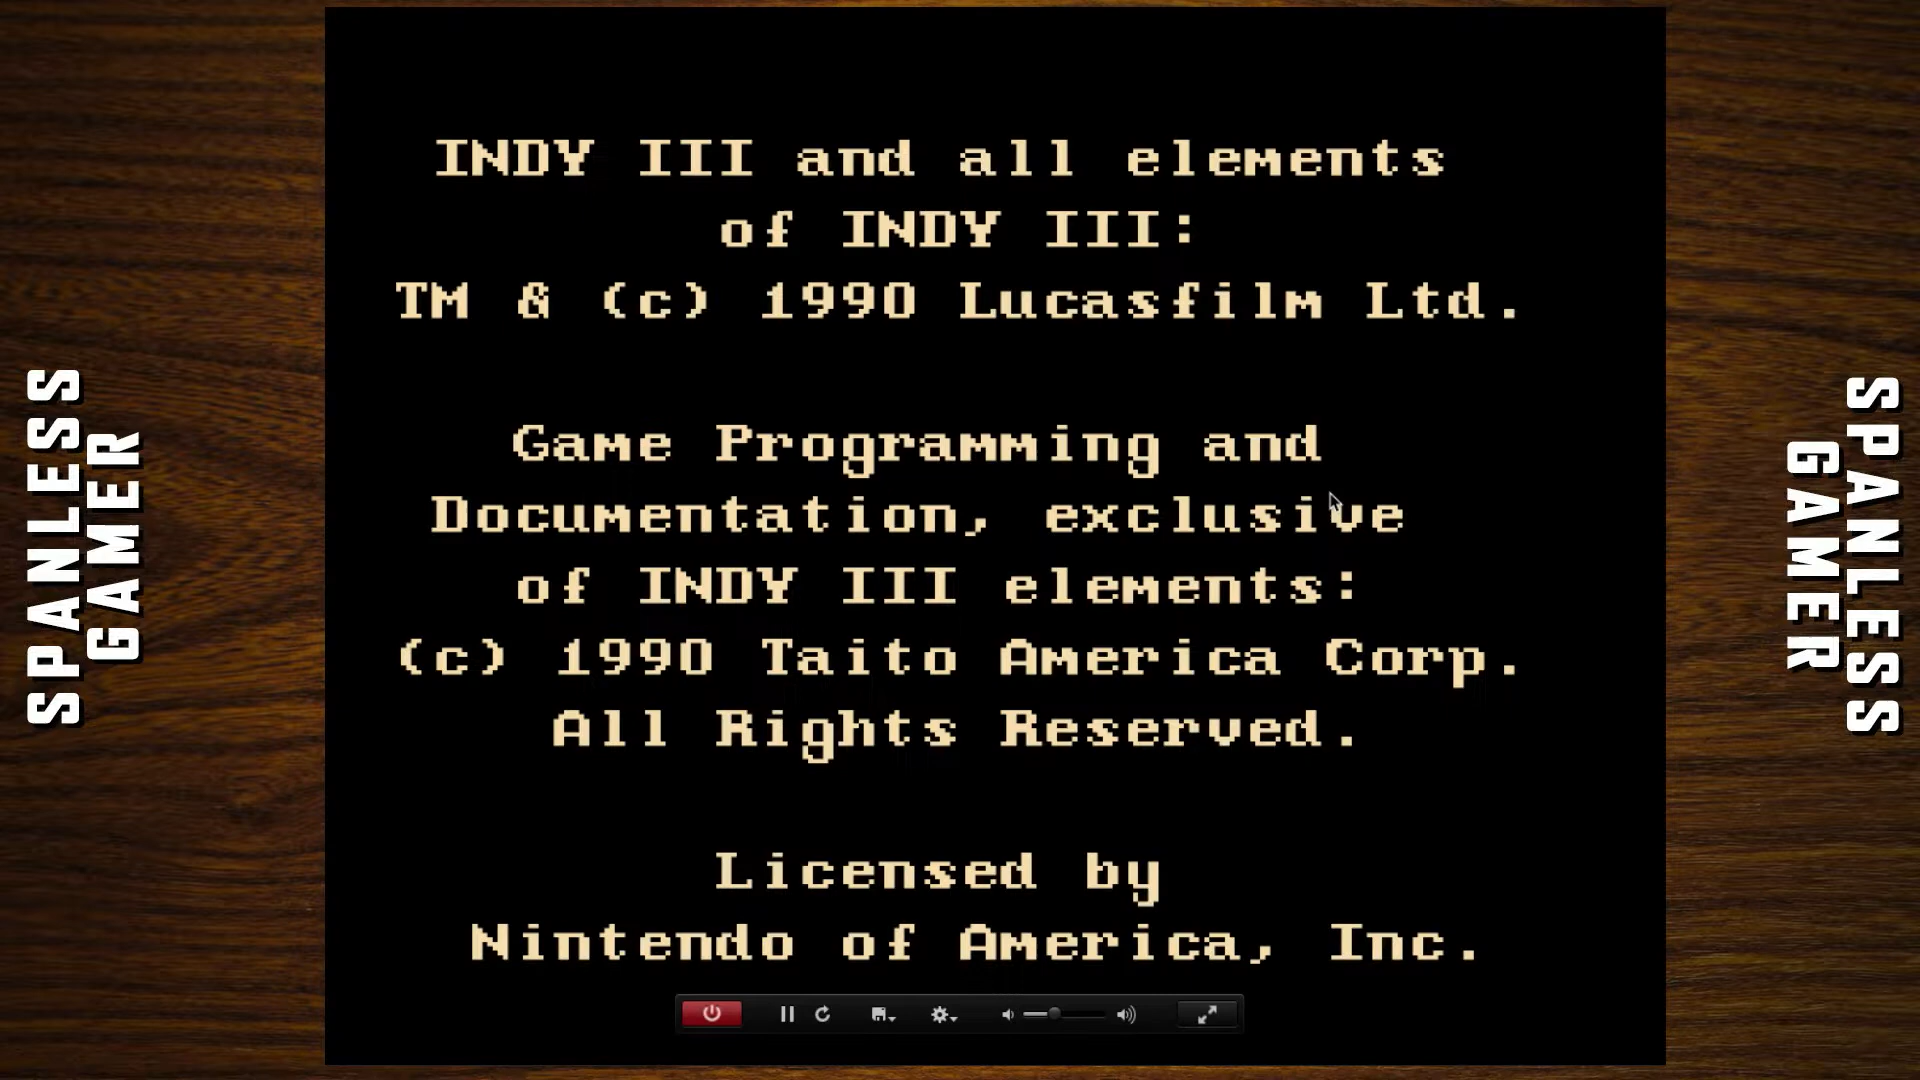 INDY III and all elements
of INDY III:
TM & (c) 1990 Lucasfilm Ltd.
Game Programming and
Documentation, exclusive
of INDY III elements:
(c) 1990 Taito America Corp.
All Rights Reserved.
Licensed by
Nintendo of America, Inc.
SPANLESS
GAMER
SPANLESS
GAMER